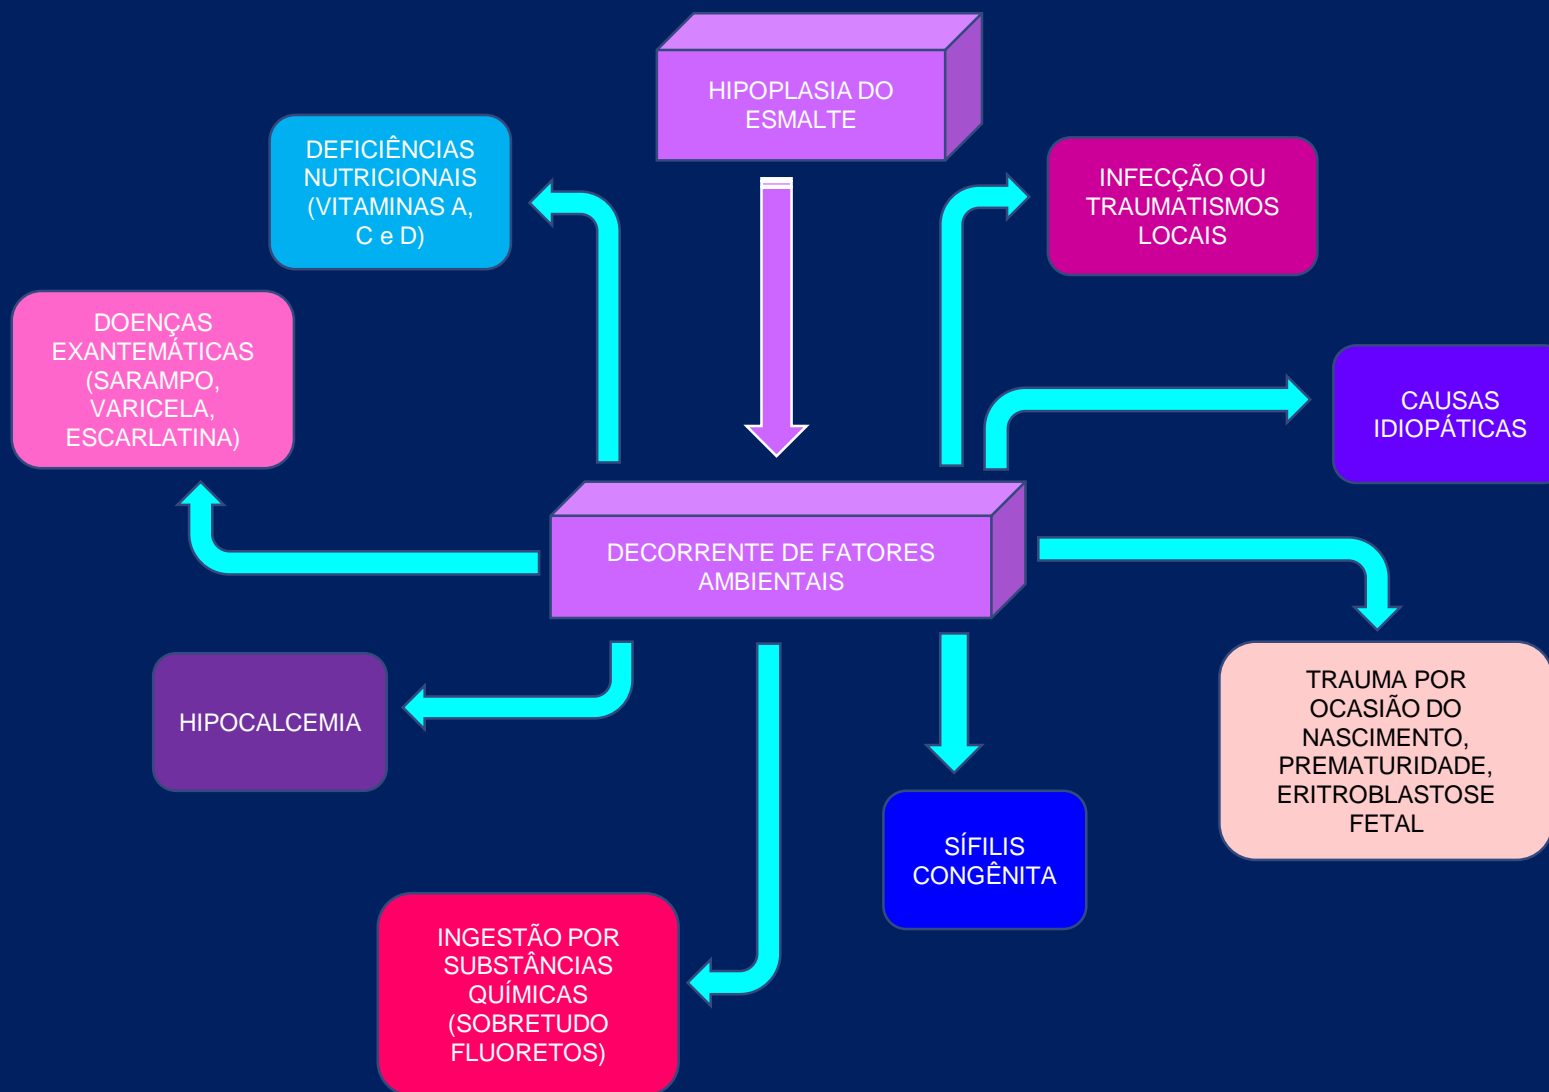 HIPOPLASIA DO
ESMALTE
DEFICIÊNCIAS
NUTRICIONAIS
(VITAMINAS A,
C e D)
INFECÇÃO OU
TRAUMATISMOS
LOCAIS
DOENÇAS
EXANTEMÁTICAS
(SARAMPO,
VARICELA,
ESCARLATINA)
CAUSAS
IDIOPÁTICAS
DECORRENTE DE FATORES
AMBIENTAIS
HIPOCALCEMIA
TRAUMA POR
OCASIÃO DO
NASCIMENTO,
PREMATURIDADE,
ERITROBLASTOSE
FETAL
SÍFILIS
CONGÊNITA
INGESTÃO POR
SUBSTÂNCIAS
QUÍMICAS
(SOBRETUDO
FLUORETOS)